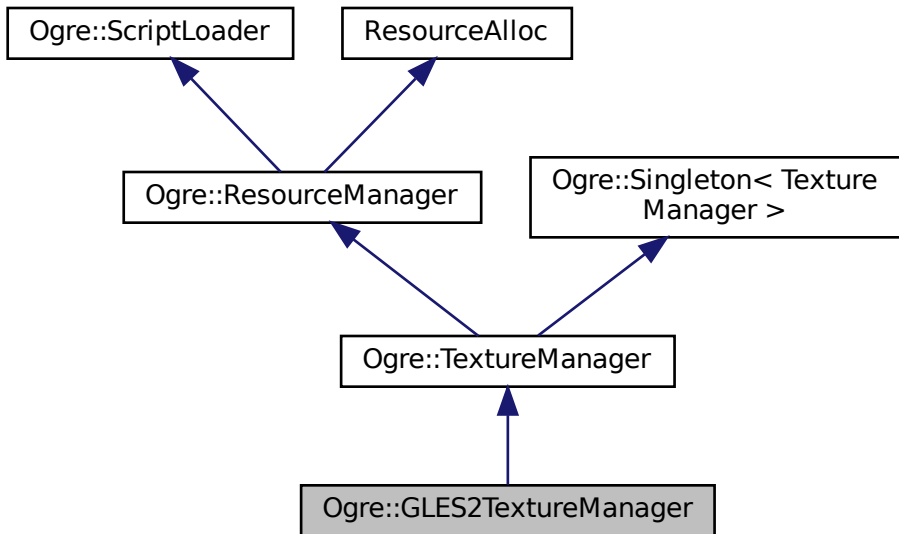 Ogre::ScriptLoader
ResourceAlloc
Ogre::ResourceManager
Ogre::Singleton< Texture
Manager >
Ogre::TextureManager
Ogre::GLES2TextureManager